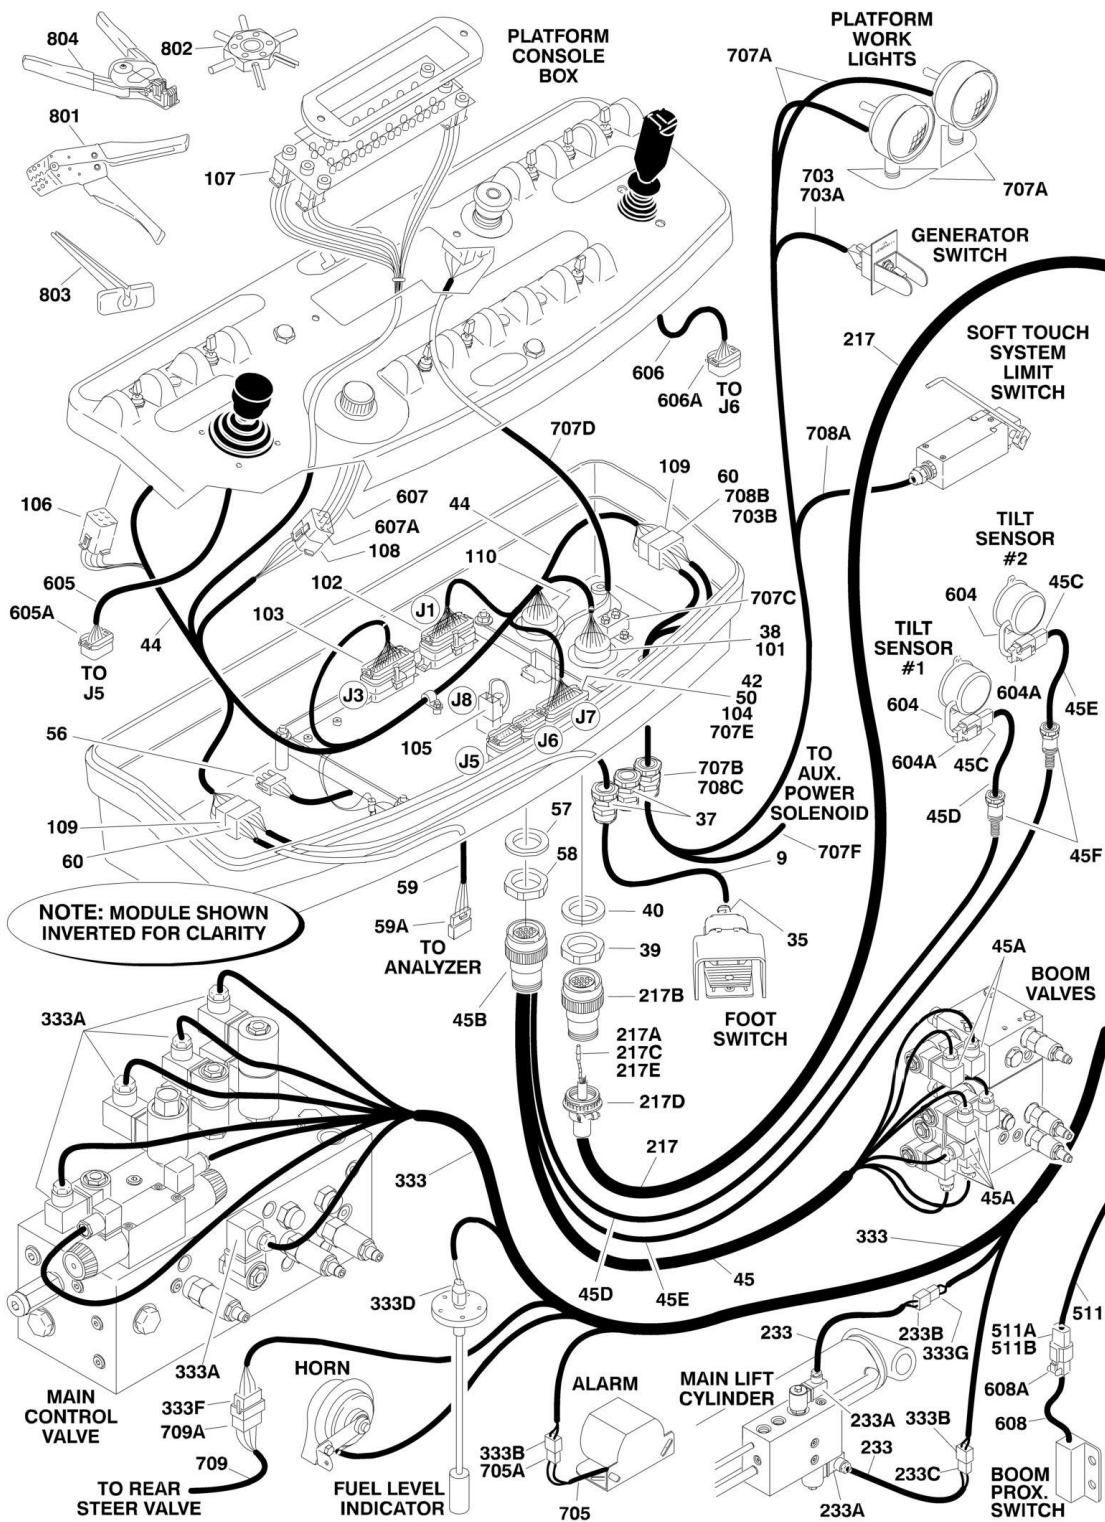 804
802
PLATFORM
CONSOLE
BOX
PLATFORM
WORK
LIGHTS
707A
801
107
703
703A
707A
GENERATOR
SWITCH
803
217
SOFT TOUCH
SYSTEM
LIMIT
SWITCH
606
606A
TO
J6
707D
708A
106
607
607A
108
44
109
60
708B
703B
TILT
SENSOR
#2
605
605A
102
110
604
45C
103
J1
707C
TO
J5
44
38
101
TILT
SENSOR
#1
604A
J3
J8
42
50
104
707E
604
45E
56
105
J5
J6
J7
TO
AUX.
POWER
SOLENOID
604A
45C
707B
708C
57
37
45D
109
60
58
707F
45F
59
9
NOTE: MODULE SHOWN
INVERTED FOR CLARITY
59A
40
35
TO
ANALYZER
39
45A
BOOM
VALVES
333A
217B
45B
FOOT
SWITCH
217A
217C
217E
217D
333
217
45A
333
333D
45D
45E
45
511
233
233B
333G
511A
511B
333A
HORN
ALARM
MAIN LIFT
CYLINDER
608A
MAIN
CONTROL
VALVE
333F
709A
233A
333B
608
333B
705A
233
709
233C
TO REAR
STEER VALVE
FUEL LEVEL
INDICATOR
705
233A
BOOM
PROX.
SWITCH